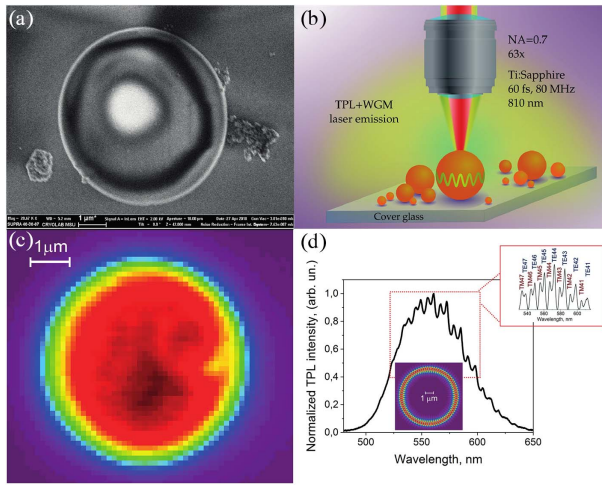 (a)
1 µm
(b)
NA=0.7
63x
Ti:Sapphire
60 fs, 80 MHz
810 nm
TPL+WGM
laser emission
Cover glass
(c)
1µm
(d)
Normalized TPL intensity, (arb. un.)
1.0
0.8
0.6
0.4
0.2
0.0
500
550
600
650
Wavelength, nm
1 µm
TM47
TE47
TM46
TE46
TM45
TE45
TM44
TE44
TM43
TE43
TM42
TE42
TM41
TE41
540
560
580
600
Wavelength, nm